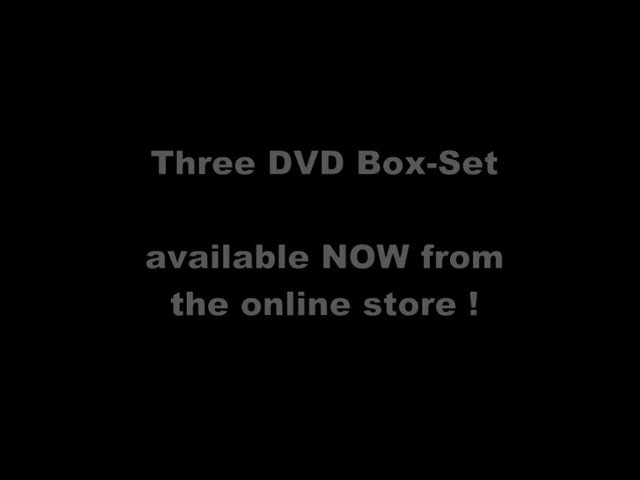 Three DVD Box-Set
available NOW from
the online store !